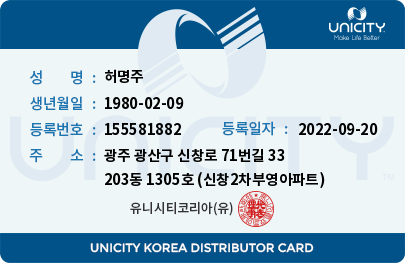 UNICITY
Make Life Better
성 명 : 허명주
생년월일 : 1980-02-09
등록번호 : 155581882 등록일자 : 2022-09-20
주 소 : 광주 광산구 신창로 71번길 33
203동 1305호 (신창2차부영아파트)
유니시티코리아(유)
UNICITY
UNICITY KOREA DISTRIBUTOR CARD